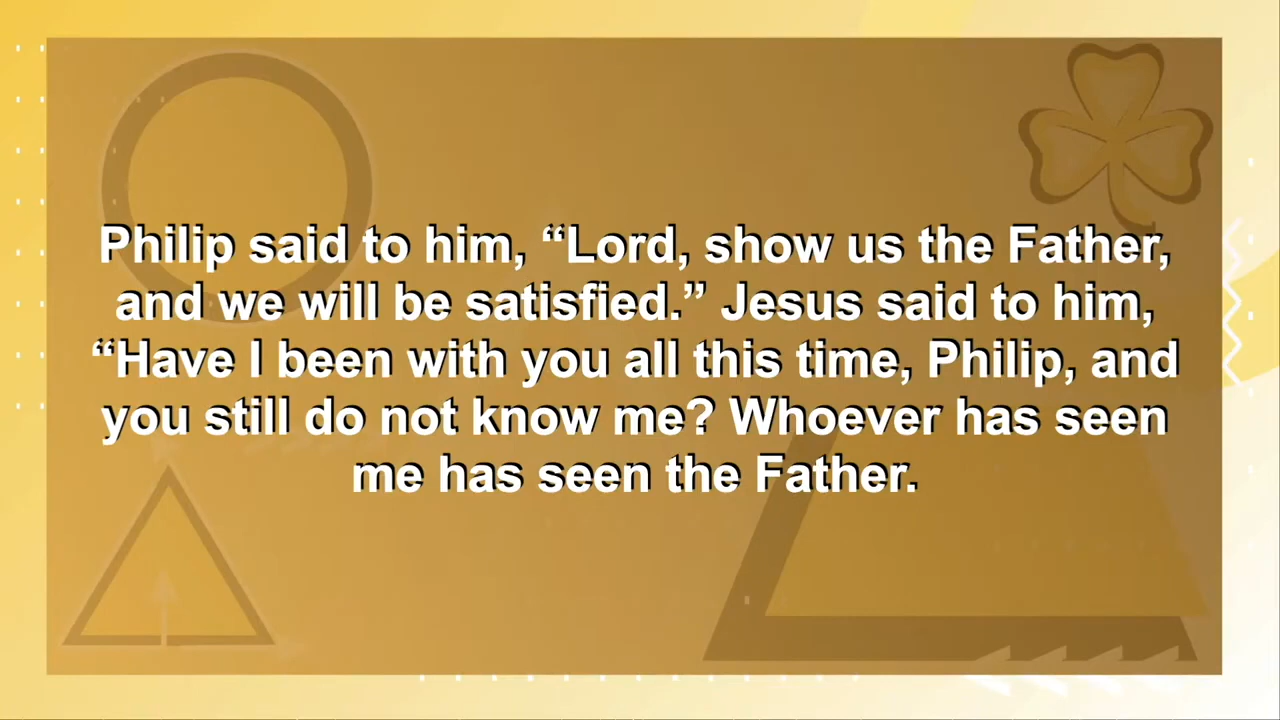 Philip said to him, “Lord, show us the Father,
and we will be satisfied.” Jesus said to him,
“Have I been with you all this time, Philip, and
you still do not know me? Whoever has seen
me has seen the Father.